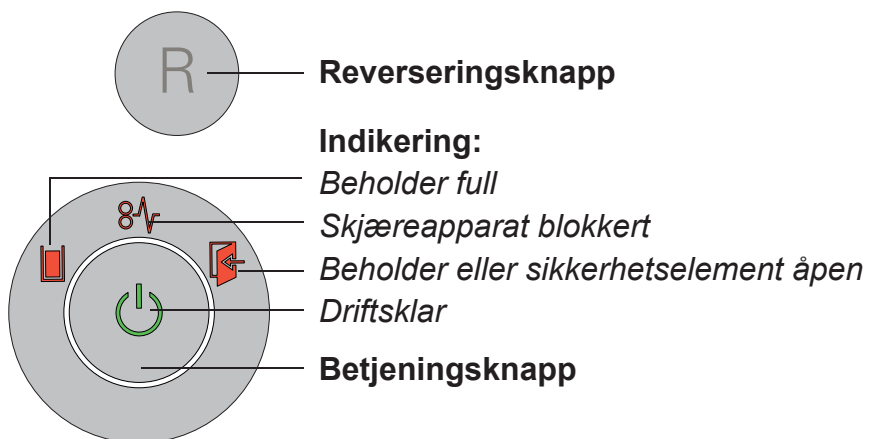 R
Reverseringsknapp
Indikering:
Beholder full
Skjæreapparat blokkert
Beholder eller sikkerhetselement åpen
Driftsklar
Betjeningsknapp